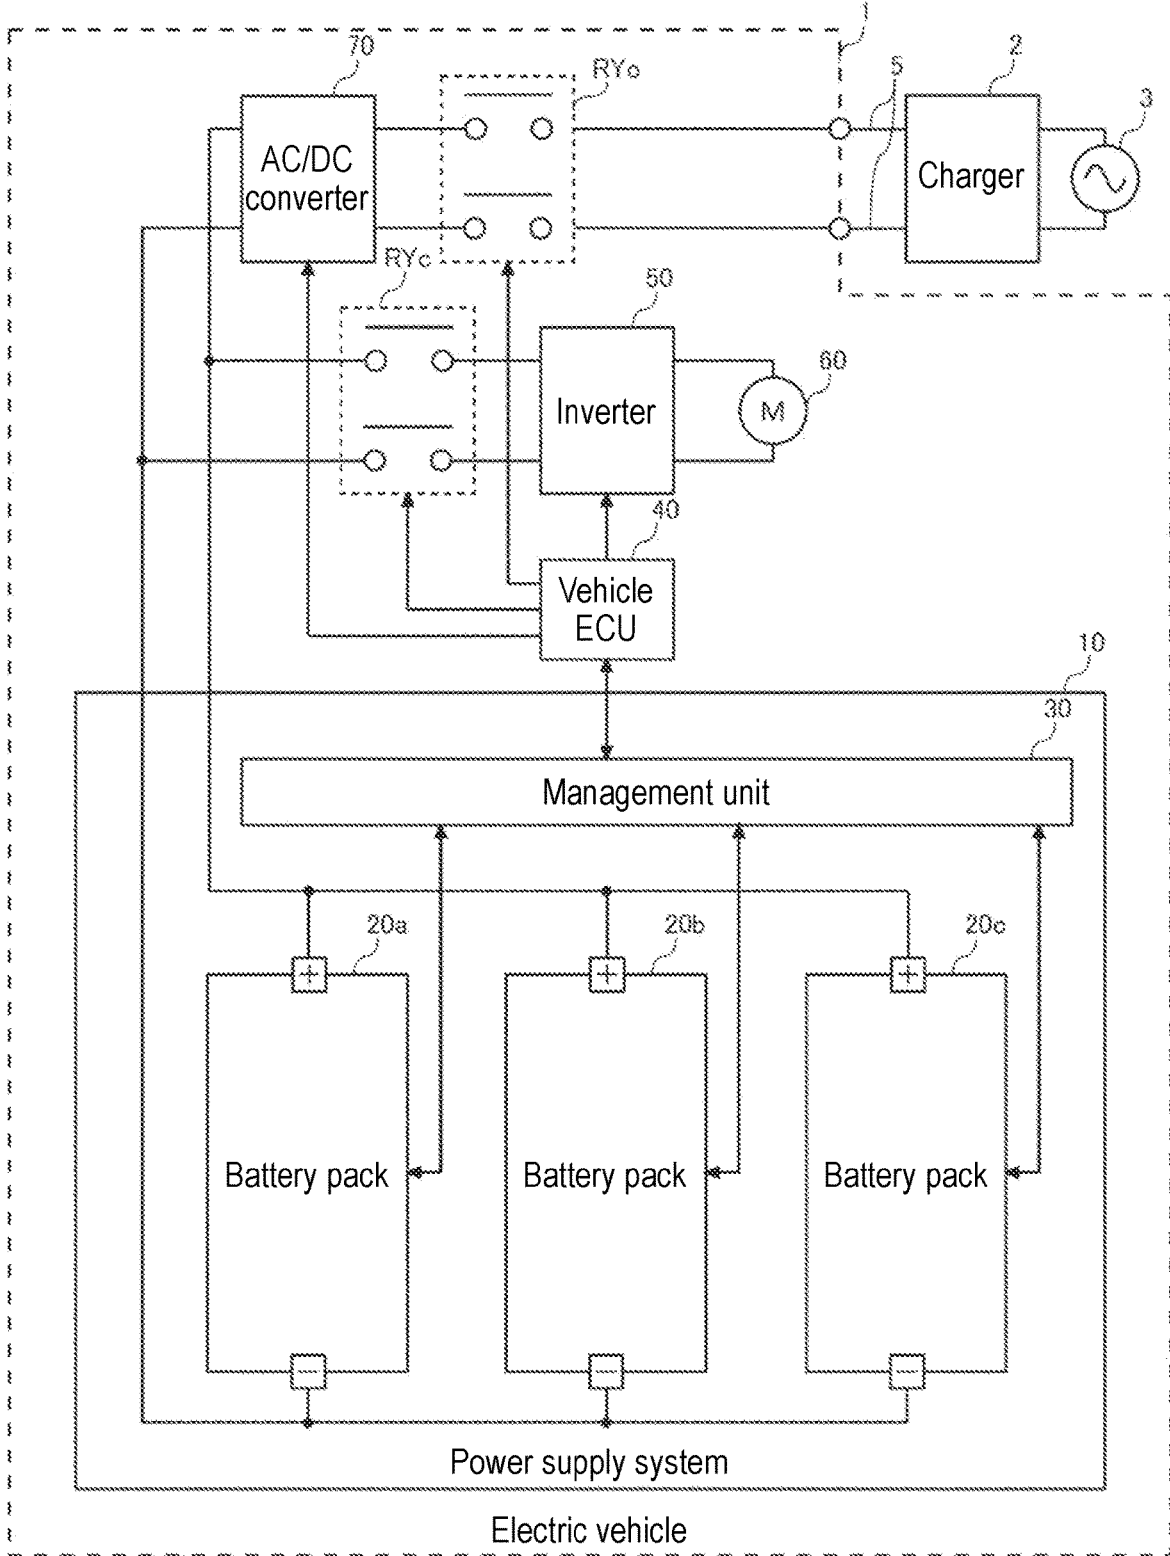 70
RYo
5
2
3
AC/DC
converter
Charger
RYc
50
60
Inverter
M
40
Vehicle
ECU
10
30
Management unit
20a
20b
20c
+
+
+
Battery pack
Battery pack
Battery pack
−
−
−
Power supply system
Electric vehicle